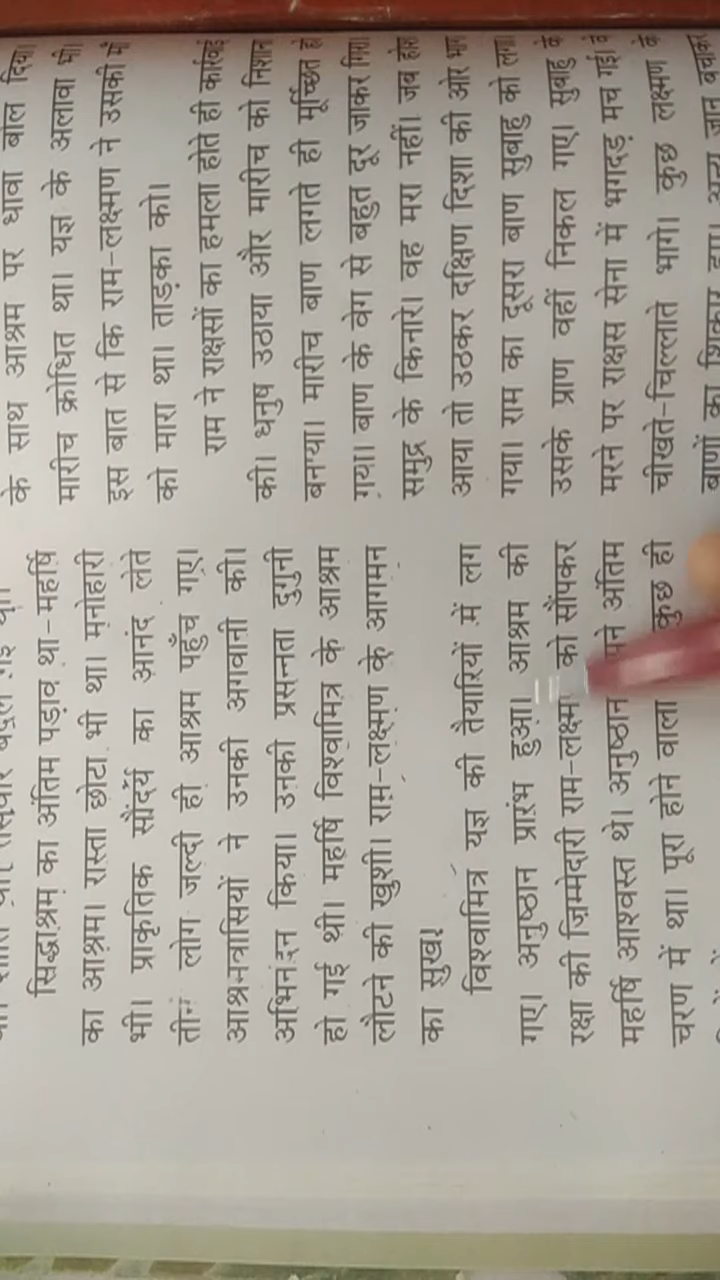 सिद्धाश्रम का अंतिम पड़ाव था-महर्षि
का आश्रम। रास्ता छोटा भी था। मनोहारी
भी। प्राकृतिक सौंदर्य का आनंद लेते
तीनों लोग जल्दी ही आश्रम पहुँच गए।
आश्रमवासियों ने उनकी अगवानी की।
अभिनंदन किया। उनकी प्रसन्नता दुगुनी
हो गई थी। महर्षि विश्वामित्र के आश्रम
लौटने की खुशी। राम-लक्ष्मण के आगमन
का सुख!
विश्वामित्र यज्ञ की तैयारियों में लग
गए। अनुष्ठान प्रारंभ हुआ। आश्रम की
रक्षा की ज़िम्मेदारी राम-लक्ष्म को सौंपकर
महर्षि आश्वस्त थे। अनुष्ठान अंतिम
चरण में था। पूरा होने वाला कुछ ही
के साथ आश्रम पर धावा बोल दिया।
मारीच क्रोधित था। यज्ञ के अलावा भी
इस बात से कि राम-लक्ष्मण ने उसकी माँ
को मारा था। ताड़का को।
राम ने राक्षसों का हमला होते ही
की। धनुष उठाया और मारीच को निशान
बनाया। मारीच बाण लगते ही मूर्च्छित हो
गया। बाण के वेग से बहुत दूर जाकर गिरा
समुद्र के किनारे। वह मरा नहीं। जब होश
आया तो उठकर दक्षिण दिशा की ओर भाग
गया। राम का दूसरा बाण सुबाहु को लगा।
उसके प्राण वहीं निकल गए। सुबाहु के
मरने पर राक्षस सेना में भगदड़ मच गई। वे
चीखते-चिल्लाते भागे। कुछ लक्ष्मण के
बाणों का शिकार हुए। अन्य जान बचाकर